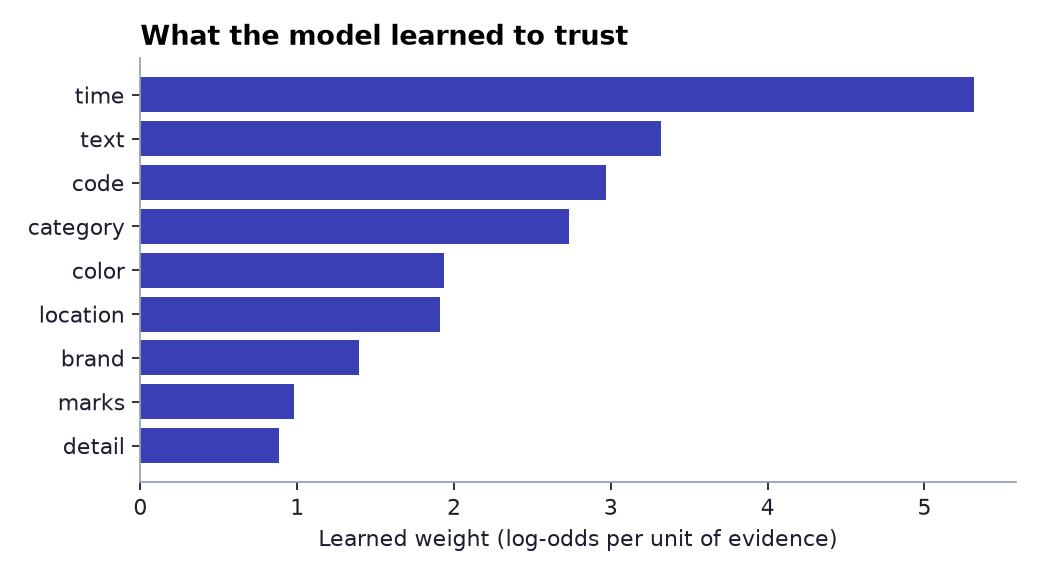 What the model learned to trust
time
text
code
category
color
location
brand
marks
detail
0 1 2 3 4 5
Learned weight (log-odds per unit of evidence)